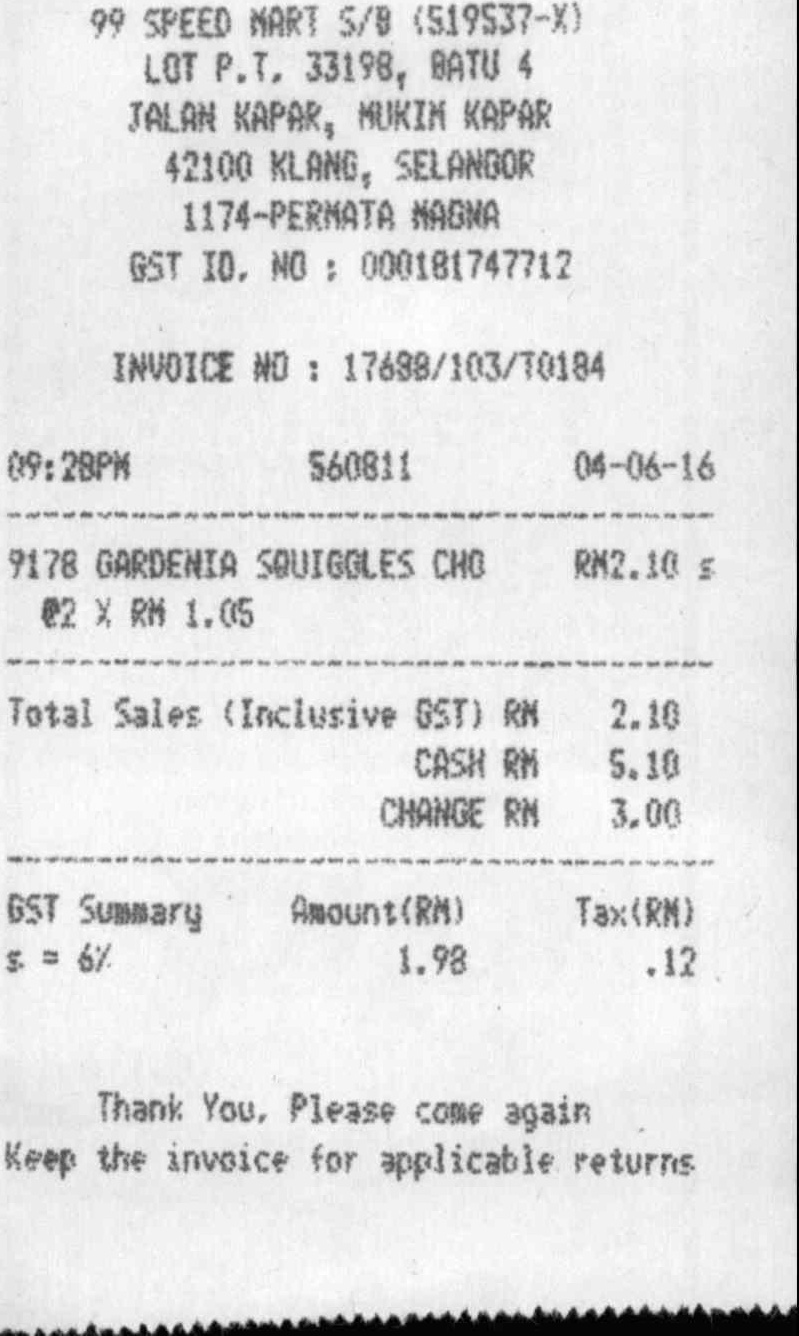 99 SPEED MART S/B (519537-X)
LOT P.T. 33198, BATU 4
JALAN KAPAR, MUKIM KAPAR
42100 KLANG, SELANGOR
1174-PERMATA MAGNA
GST ID. NO : 000181747712
INVOICE NO : 17688/103/T0184
09:28PM 560811 04-06-16
9178 GARDENIA SQUIGGLES CHO RM2.10 s
@2 X RM 1.05
Total Sales (Inclusive GST) RM 2.10
CASH RM 5.10
CHANGE RM 3.00
GST Summary Amount(RM) Tax(RM)
s = 6% 1.98 .12
Thank You. Please come again
Keep the invoice for applicable returns